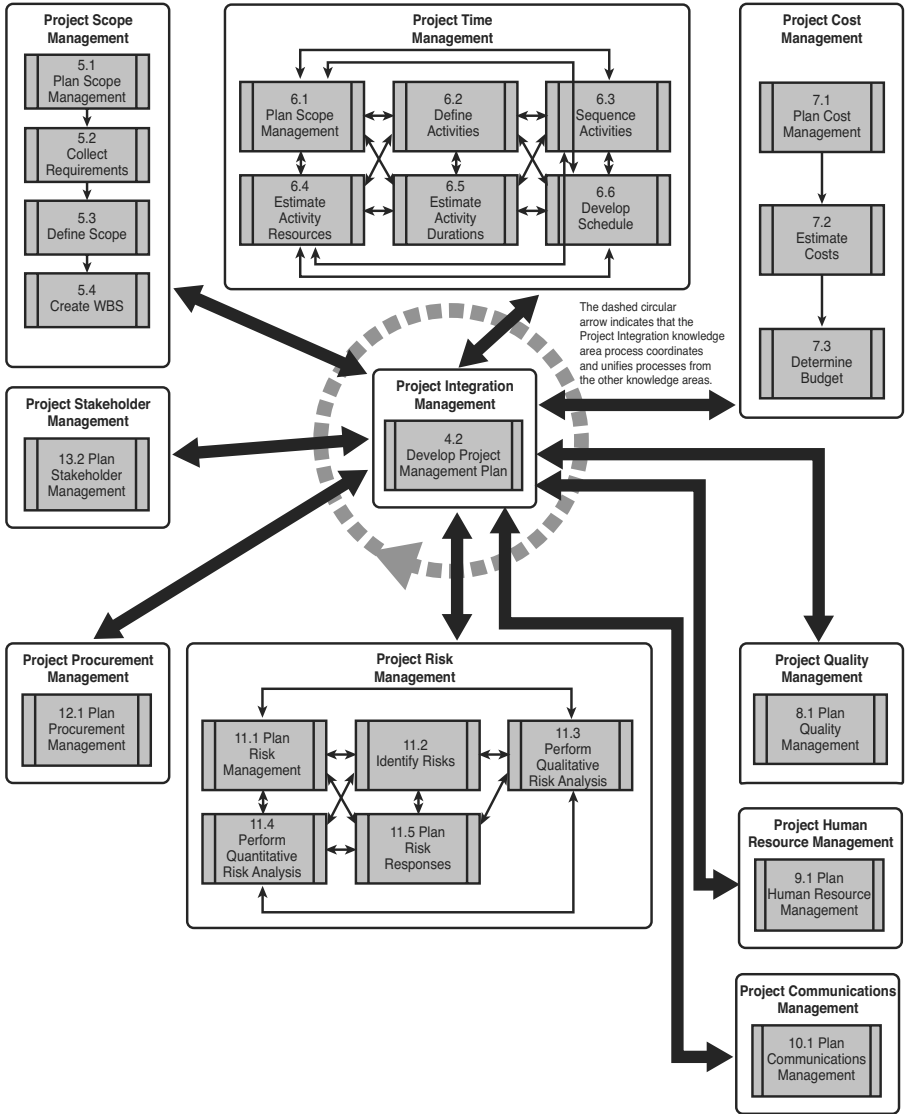 Project Scope
Management
5.1
Plan Scope
Management
5.2
Collect
Requirements
5.3
Define Scope
5.4
Create WBS
Project Time
Management
6.1
Plan Scope
Management
6.2
Define
Activities
6.3
Sequence
Activities
6.4
Estimate
Activity
Resources
6.5
Estimate
Activity
Durations
6.6
Develop
Schedule
Project Cost
Management
7.1
Plan Cost
Management
7.2
Estimate
Costs
7.3
Determine
Budget
The dashed circular
arrow indicates that the
Project Integration knowledge
area process coordinates
and unifies processes from
the other knowledge areas.
Project Integration
Management
4.2
Develop Project
Management Plan
Project Stakeholder
Management
13.2 Plan
Stakeholder
Management
Project Procurement
Management
12.1 Plan
Procurement
Management
Project Risk
Management
11.1 Plan
Risk
Management
11.2
Identify Risks
11.3
Perform
Qualitative
Risk Analysis
11.4
Perform
Quantitative
Risk Analysis
11.5 Plan
Risk
Responses
Project Quality
Management
8.1 Plan
Quality
Management
Project Human
Resource Management
9.1 Plan
Human Resource
Management
Project Communications
Management
10.1 Plan
Communications
Management